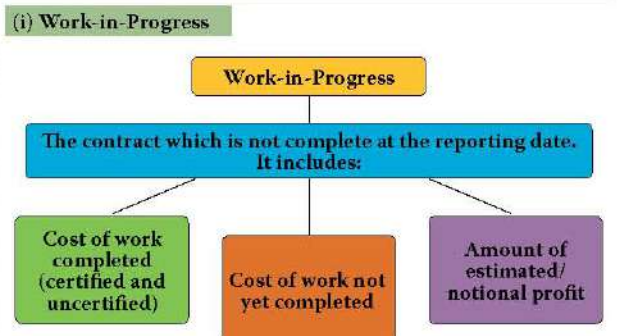 (i) Work-in-Progress
Work-in-Progress
The contract which is not complete at the reporting date.
It includes:
Cost of work
completed
(certified and
uncertified)
Cost of work not
yet completed
Amount of
estimated/
notional profit